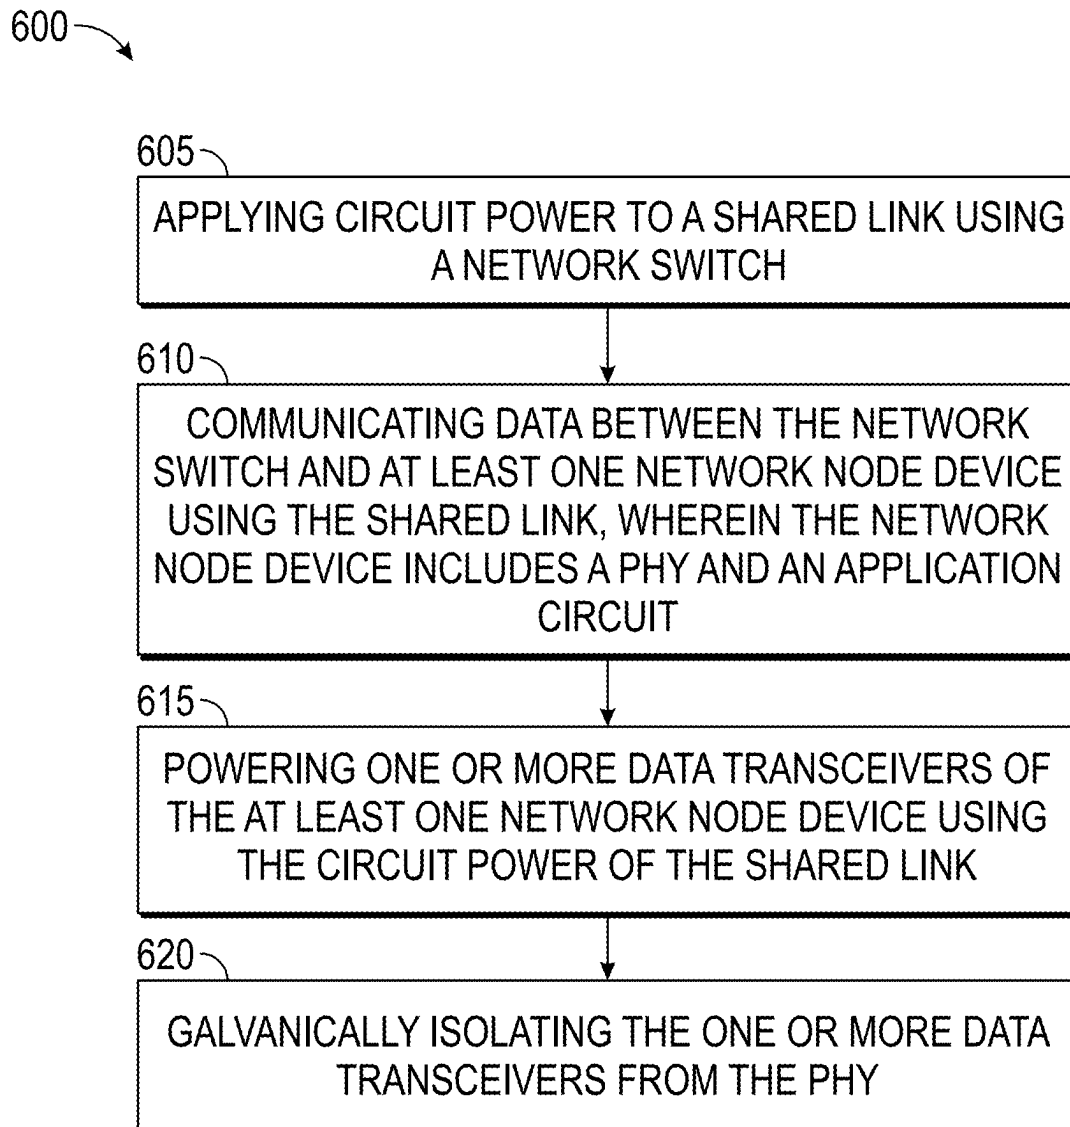 600
605
APPLYING CIRCUIT POWER TO A SHARED LINK USING
A NETWORK SWITCH
610
COMMUNICATING DATA BETWEEN THE NETWORK
SWITCH AND AT LEAST ONE NETWORK NODE DEVICE
USING THE SHARED LINK, WHEREIN THE NETWORK
NODE DEVICE INCLUDES A PHY AND AN APPLICATION
CIRCUIT
615
POWERING ONE OR MORE DATA TRANSCEIVERS OF
THE AT LEAST ONE NETWORK NODE DEVICE USING
THE CIRCUIT POWER OF THE SHARED LINK
620
GALVANICALLY ISOLATING THE ONE OR MORE DATA
TRANSCEIVERS FROM THE PHY